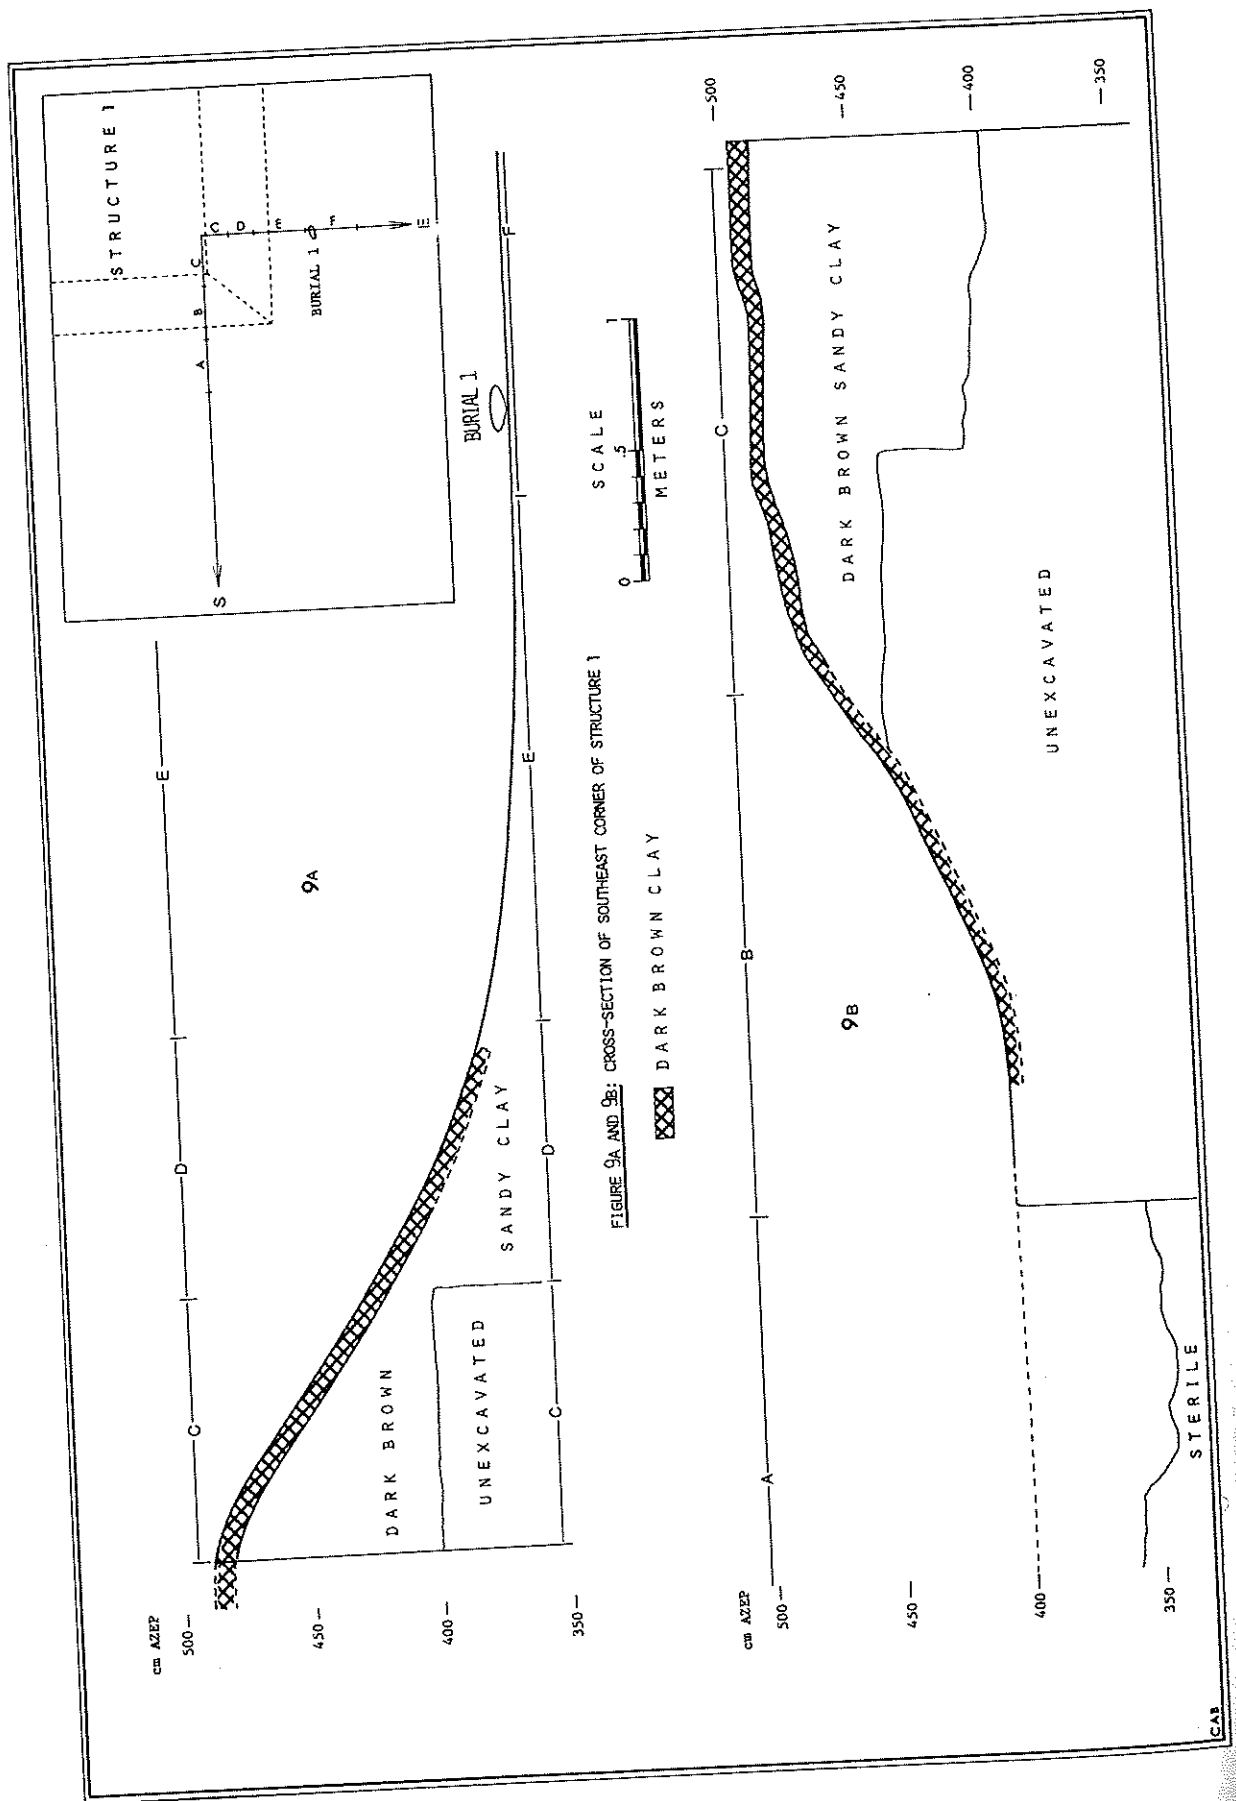 STRUCTURE 1
S
A
B
C
C
D
E
F
E
BURIAL 1
cm AZEP
500
450
400
350
C
D
E
9A
BURIAL 1
DARK BROWN
SANDY CLAY
UNEXCAVATED
C
D
E
F
FIGURE 9A AND 9B: CROSS-SECTION OF SOUTHEAST CORNER OF STRUCTURE 1
DARK BROWN CLAY
SCALE
0
.5
1
METERS
cm AZEP
500
450
400
350
A
B
C
9B
DARK BROWN SANDY CLAY
UNEXCAVATED
STERILE
500
450
400
350
CAB